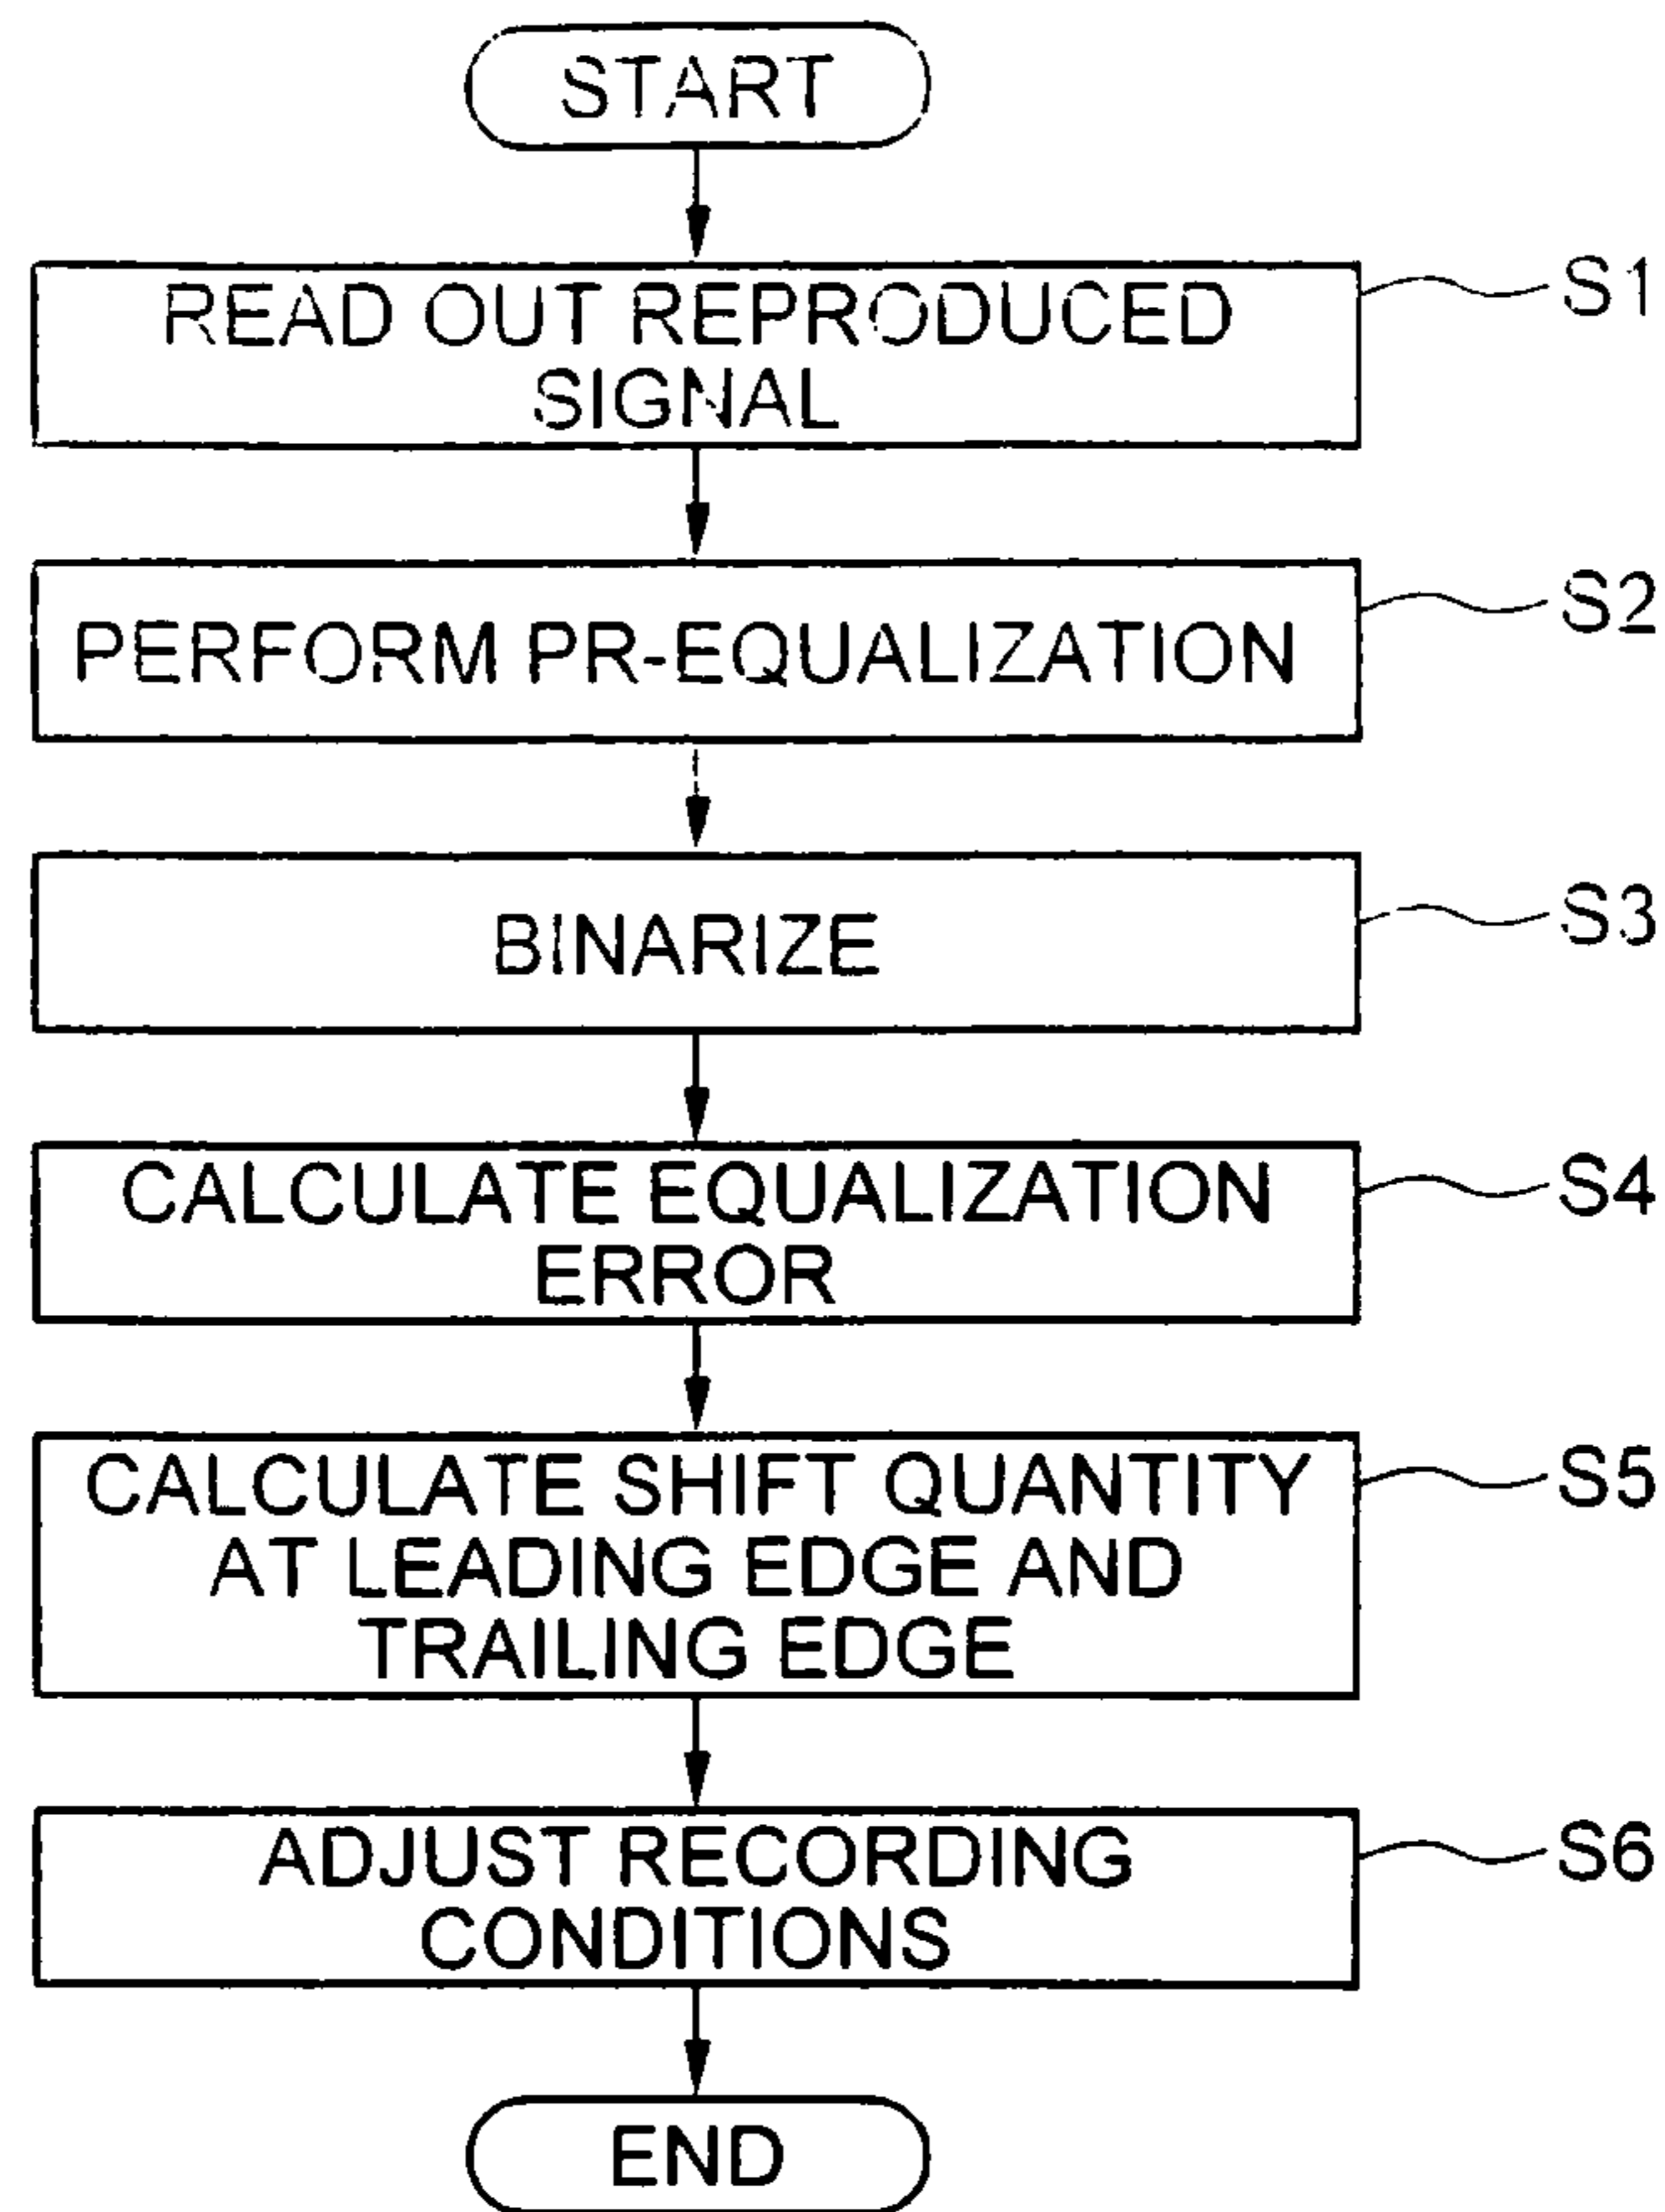 START
READ OUT REPRODUCED
SIGNAL
S1
PERFORM PR-EQUALIZATION
S2
BINARIZE
S3
CALCULATE EQUALIZATION
ERROR
S4
CALCULATE SHIFT QUANTITY
AT LEADING EDGE AND
TRAILING EDGE
S5
ADJUST RECORDING
CONDITIONS
S6
END